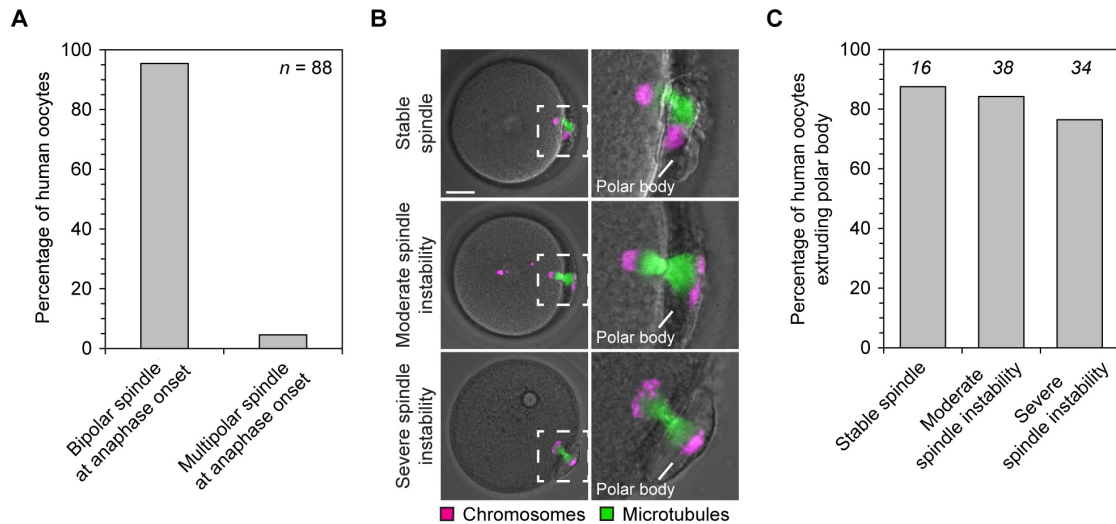 A
Percentage of human oocytes
100
80
60
40
20
0
n = 88
Bipolar spindle
at anaphase onset
Multipolar spindle
at anaphase onset
B
Stable
spindle
Polar body
Moderate spindle
instability
Polar body
Severe spindle
instability
Polar body
Chromosomes
Microtubules
C
Percentage of human oocytes
extruding polar body
100
80
60
40
20
0
16
38
34
Stable spindle
Moderate
spindle instability
Severe
spindle instability